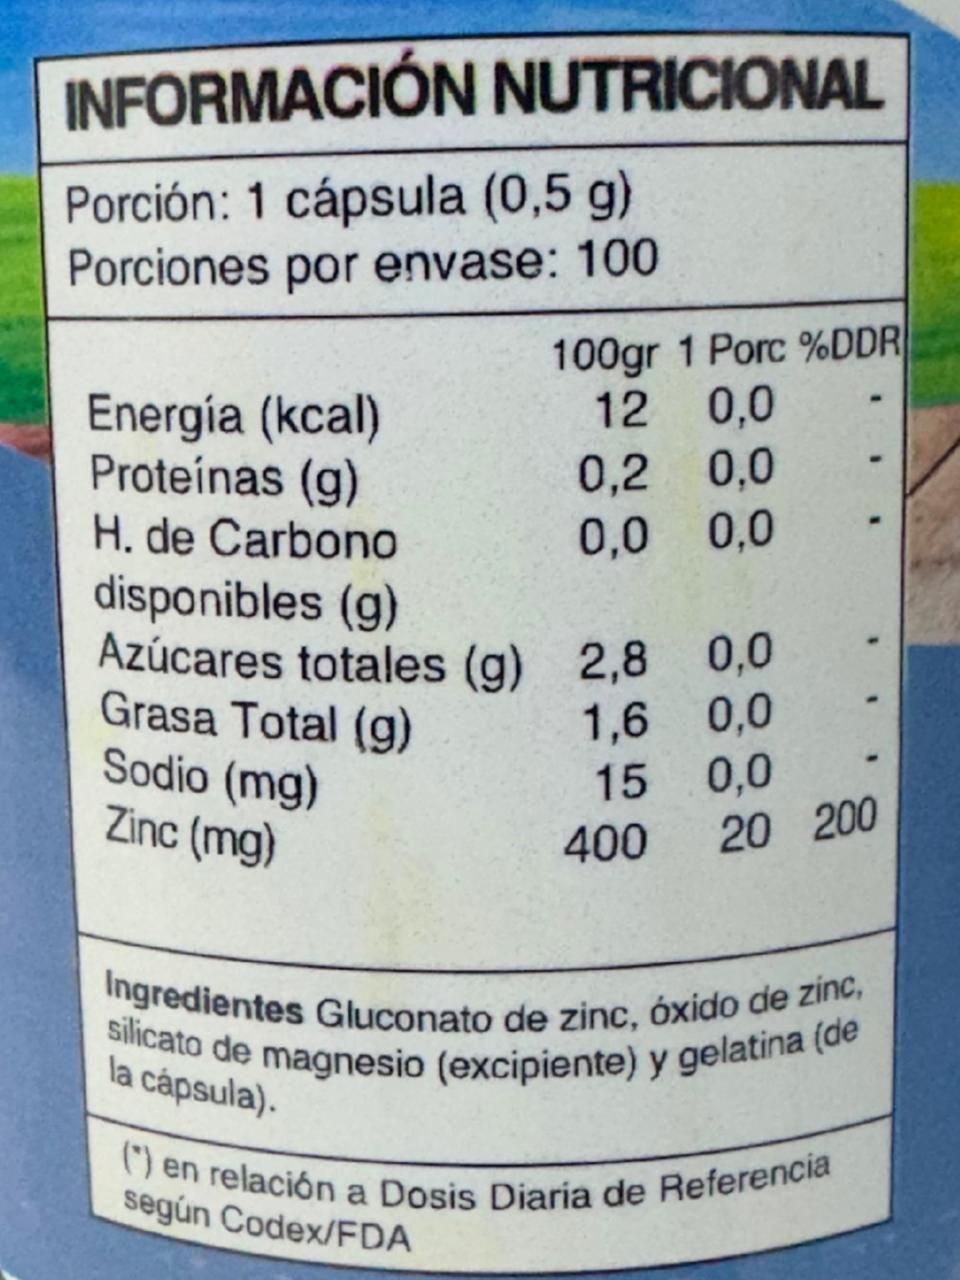 INFORMACIÓN NUTRICIONAL
Porción: 1 cápsula (0,5 g)
Porciones por envase: 100
100gr 1 Porc %DDR
Energía (kcal) 12 0,0 -
Proteínas (g) 0,2 0,0 -
H. de Carbono 0,0 0,0 -
disponibles (g)
Azúcares totales (g) 2,8 0,0 -
Grasa Total (g) 1,6 0,0 -
Sodio (mg) 15 0,0 -
Zinc (mg) 400 20 200
Ingredientes Gluconato de zinc, óxido de zinc,
silicato de magnesio (excipiente) y gelatina (de
la cápsula).
(*) en relación a Dosis Diaria de Referencia
según Codex/FDA